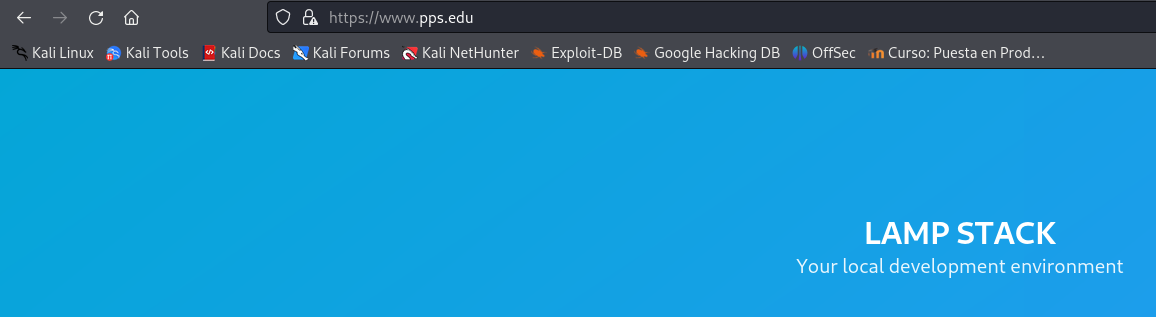 https://www.pps.edu
Kali Linux Kali Tools Kali Docs Kali Forums Kali NetHunter Exploit-DB Google Hacking DB OffSec Curso: Puesta en Prod…
LAMP STACK
Your local development environment